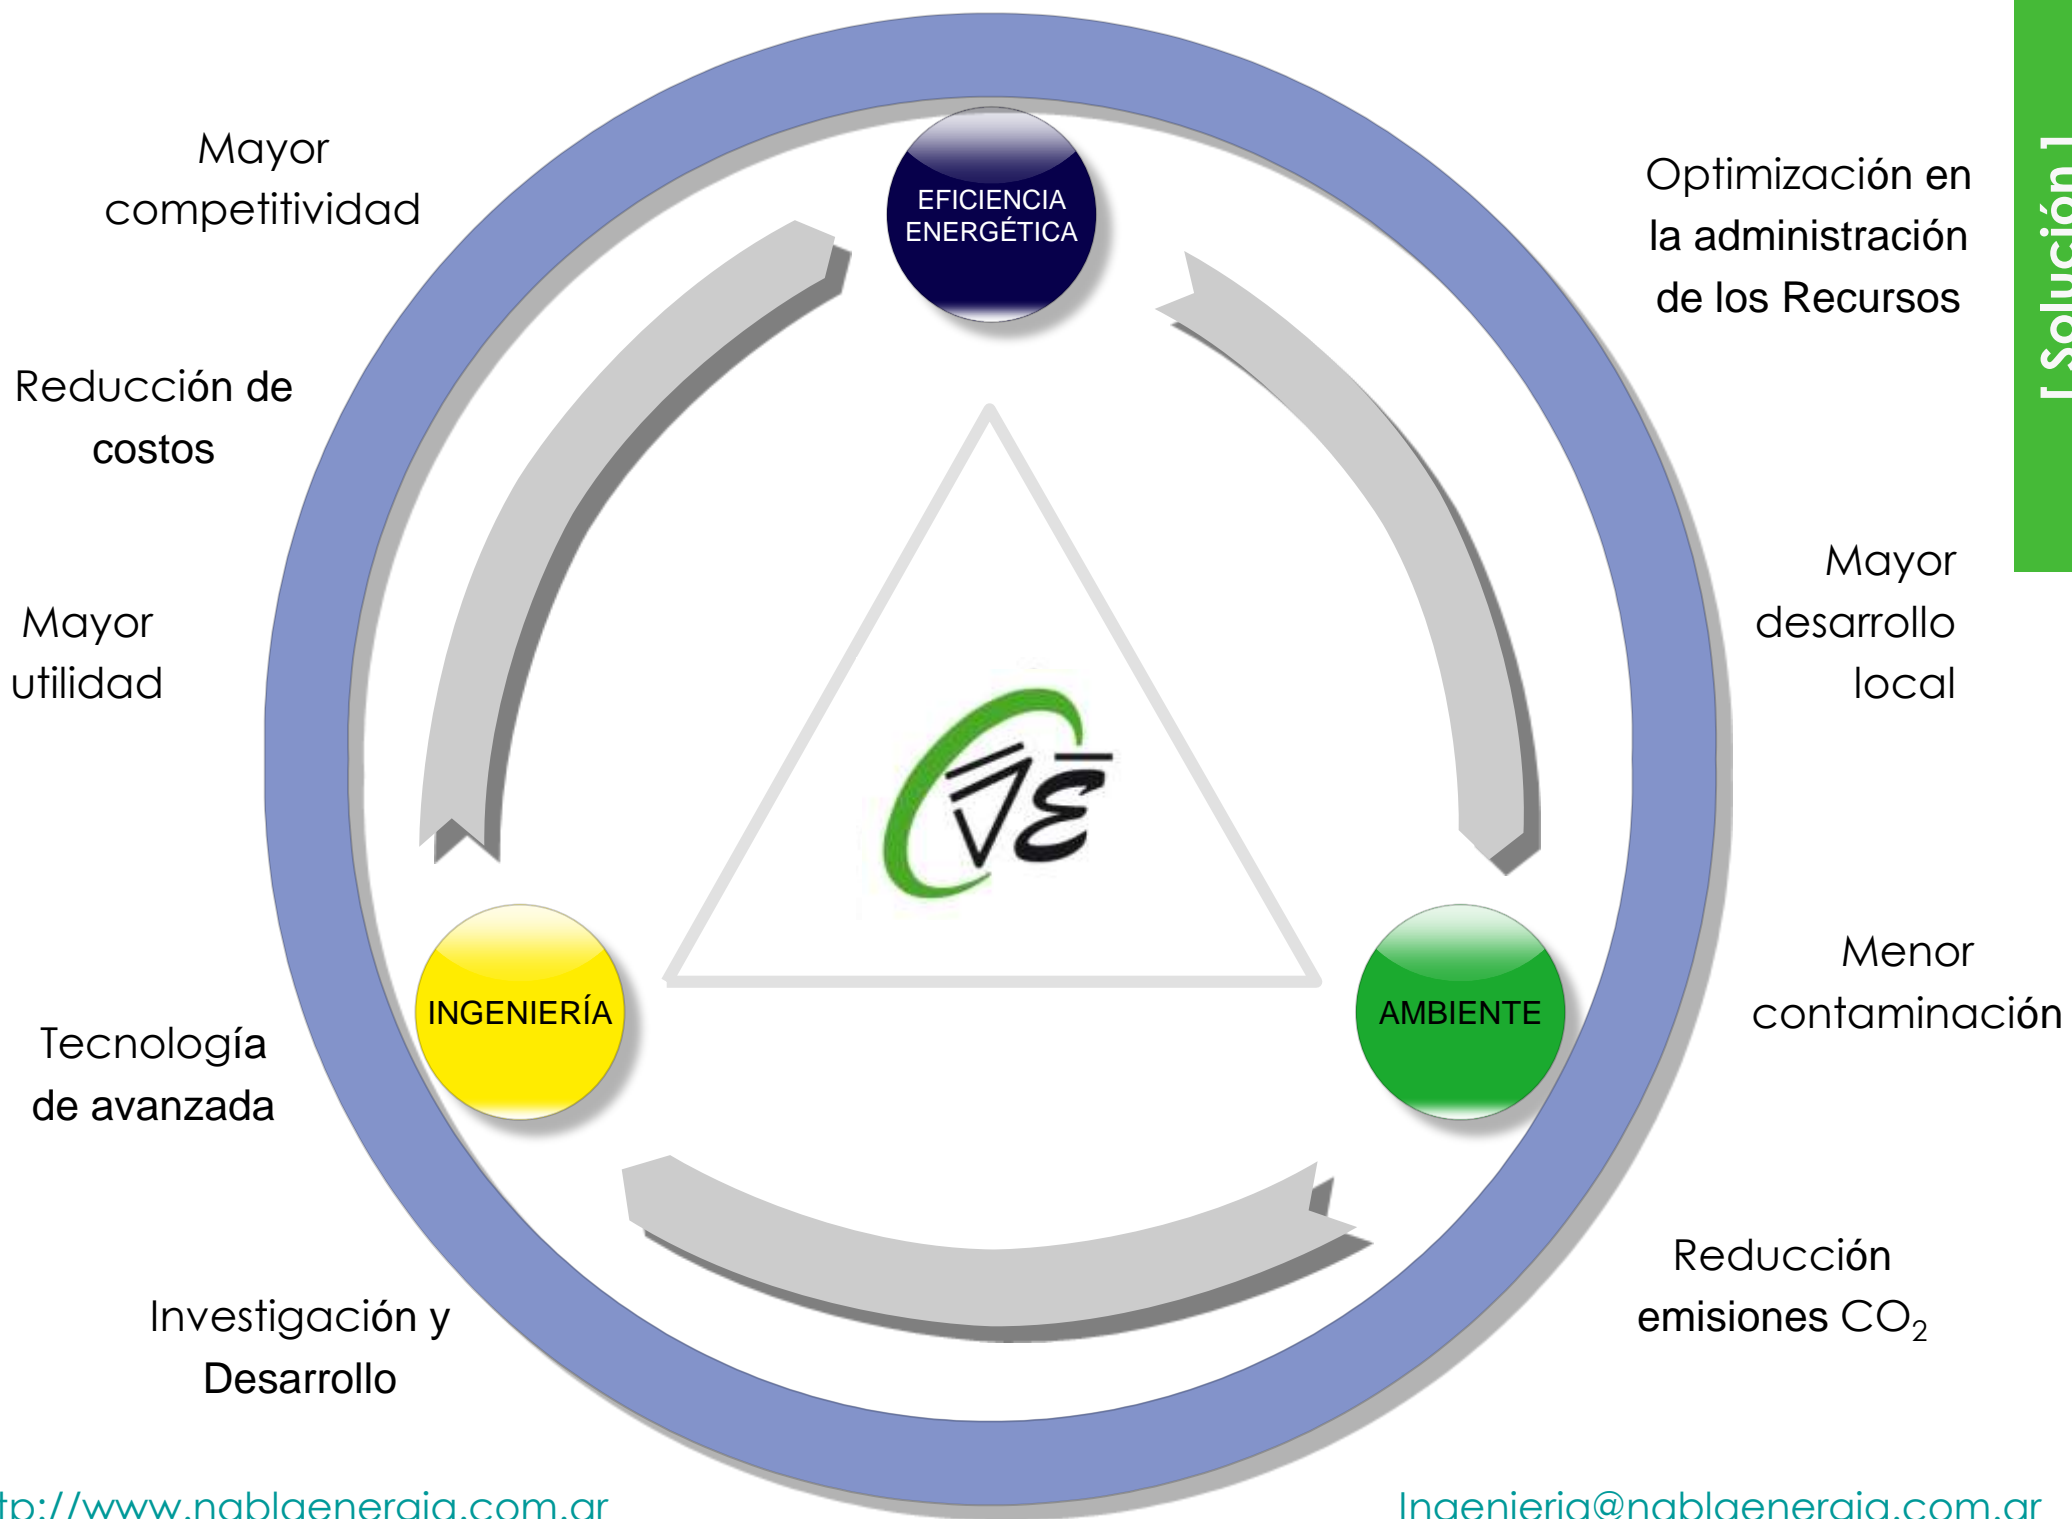 Mayor
competitividad
Reducción de
costos
Mayor
utilidad
Tecnología
de avanzada
Investigación y
Desarrollo
EFICIENCIA
ENERGÉTICA
INGENIERÍA
AMBIENTE
Optimización en
la administración
de los Recursos
Mayor
desarrollo
local
Menor
contaminación
Reducción
emisiones CO₂
[ Solución ]
tp://www.nablaenergia.com.ar
Ingenieria@nablaenergia.com.ar